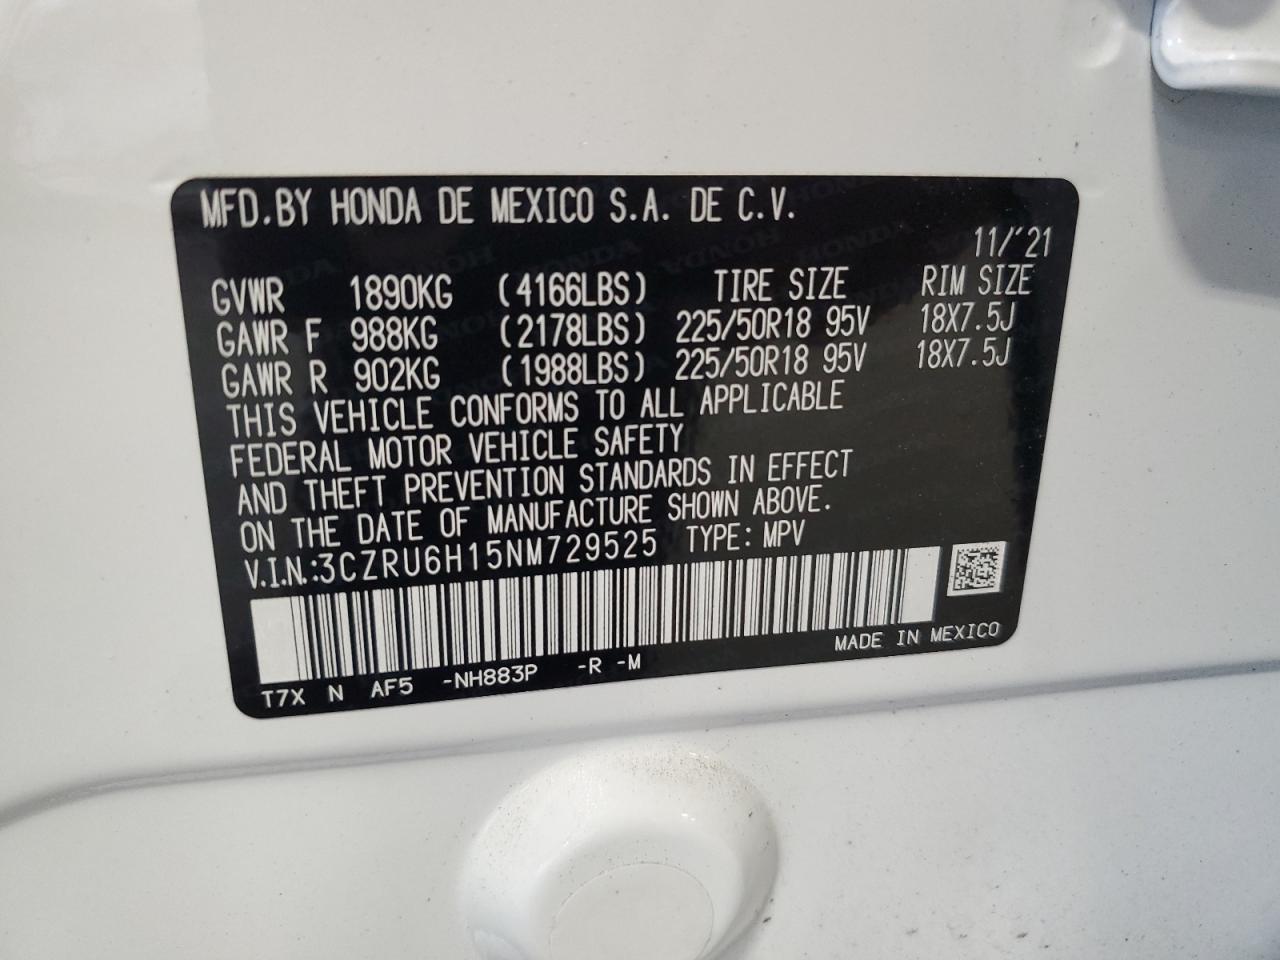 MFD.BY HONDA DE MEXICO S.A. DE C.V.
11/'21
GVWR 1890KG (4166LBS) TIRE SIZE RIM SIZE
GAWR F 988KG (2178LBS) 225/50R18 95V 18X7.5J
GAWR R 902KG (1988LBS) 225/50R18 95V 18X7.5J
THIS VEHICLE CONFORMS TO ALL APPLICABLE
FEDERAL MOTOR VEHICLE SAFETY
AND THEFT PREVENTION STANDARDS IN EFFECT
ON THE DATE OF MANUFACTURE SHOWN ABOVE.
V.I.N.:3CZRU6H15NM729525 TYPE: MPV
MADE IN MEXICO
T7X N AF5 -NH883P -R -M